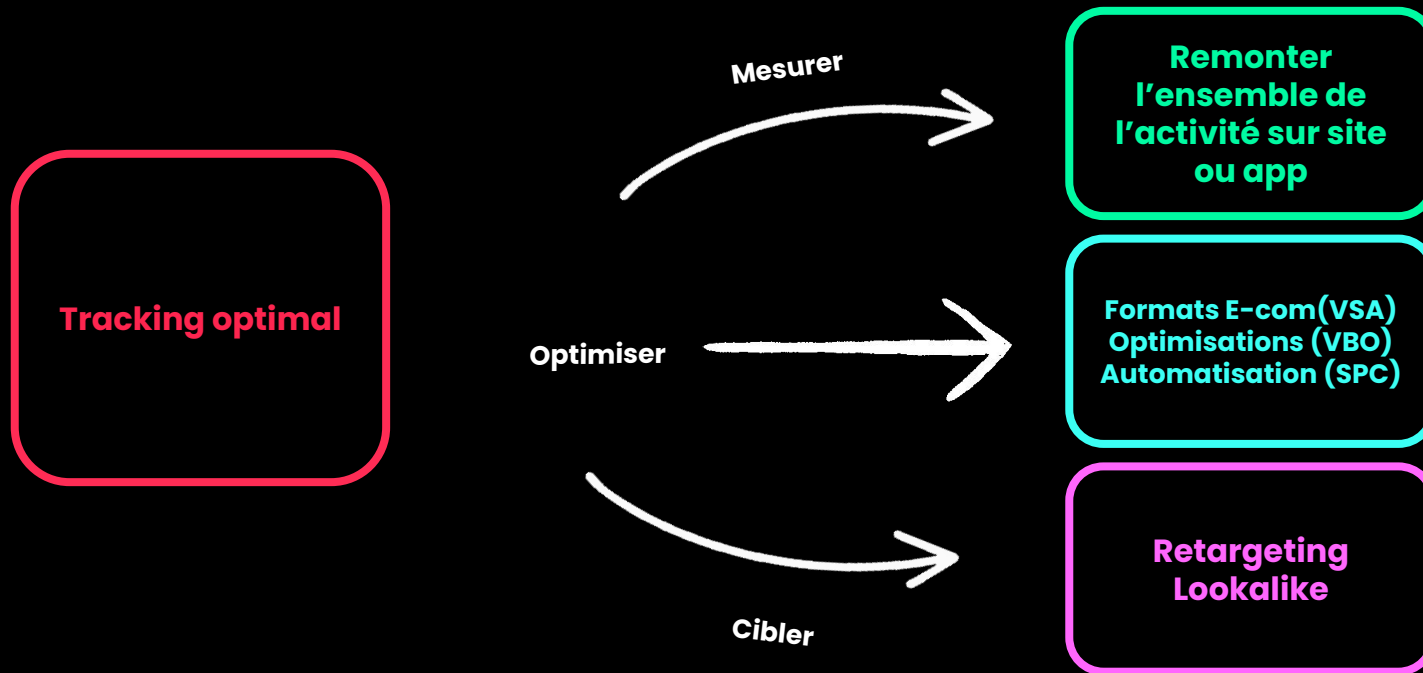 Tracking optimal
Mesurer
Remonter
l’ensemble de
l’activité sur site
ou app
Optimiser
Formats E-com(VSA)
Optimisations (VBO)
Automatisation (SPC)
Cibler
Retargeting
Lookalike